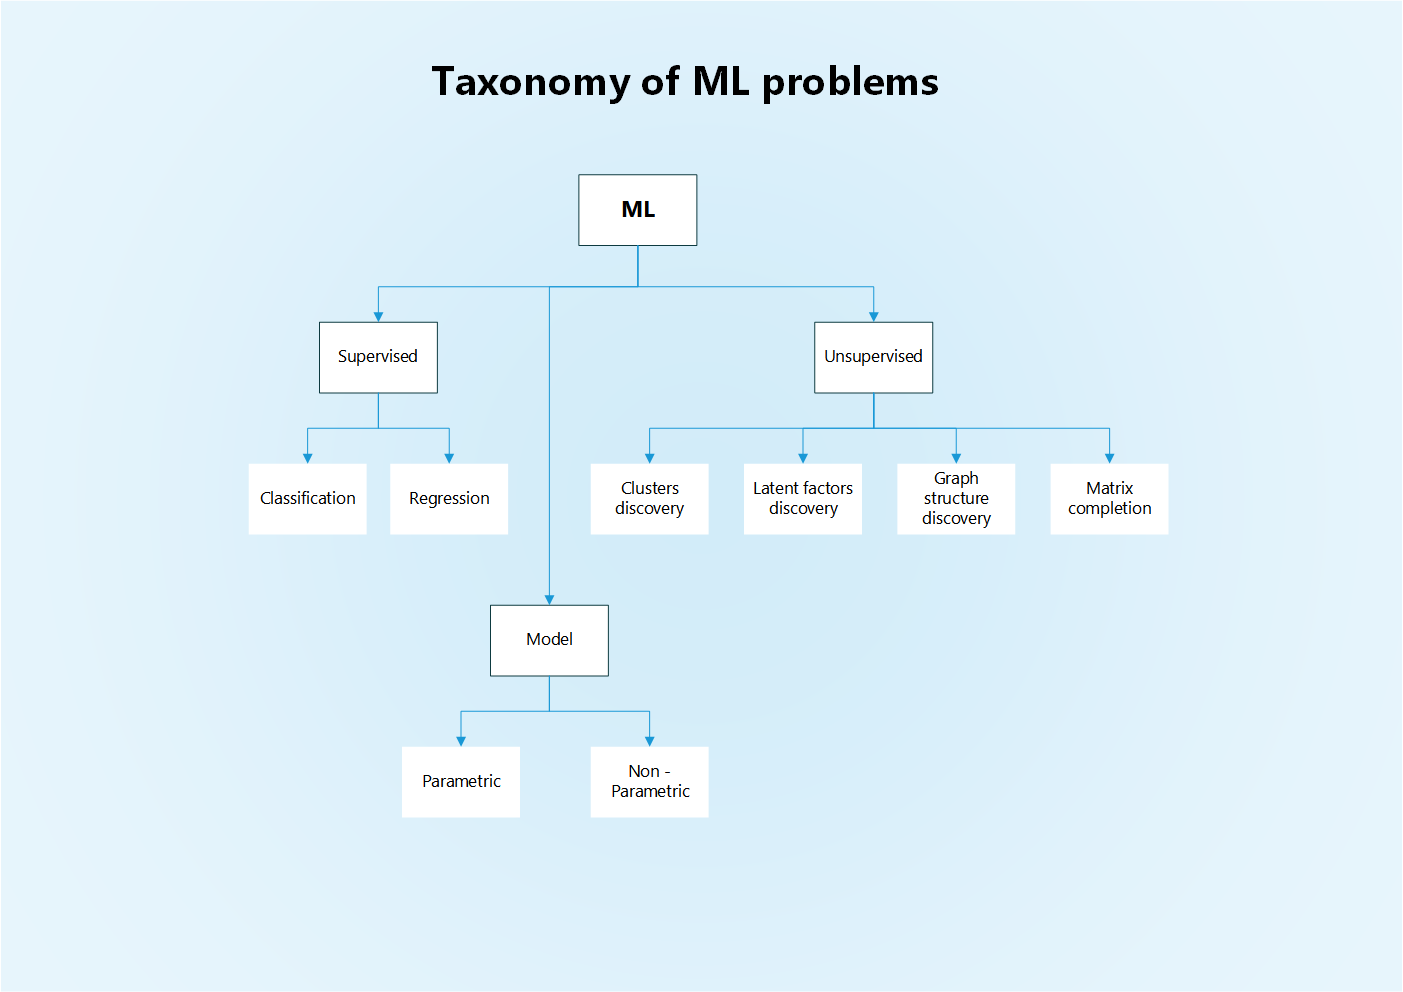 Taxonomy of ML problems
ML
Supervised
Unsupervised
Classification
Regression
Clusters
discovery
Latent factors
discovery
Graph
structure
discovery
Matrix
completion
Model
Parametric
Non -
Parametric